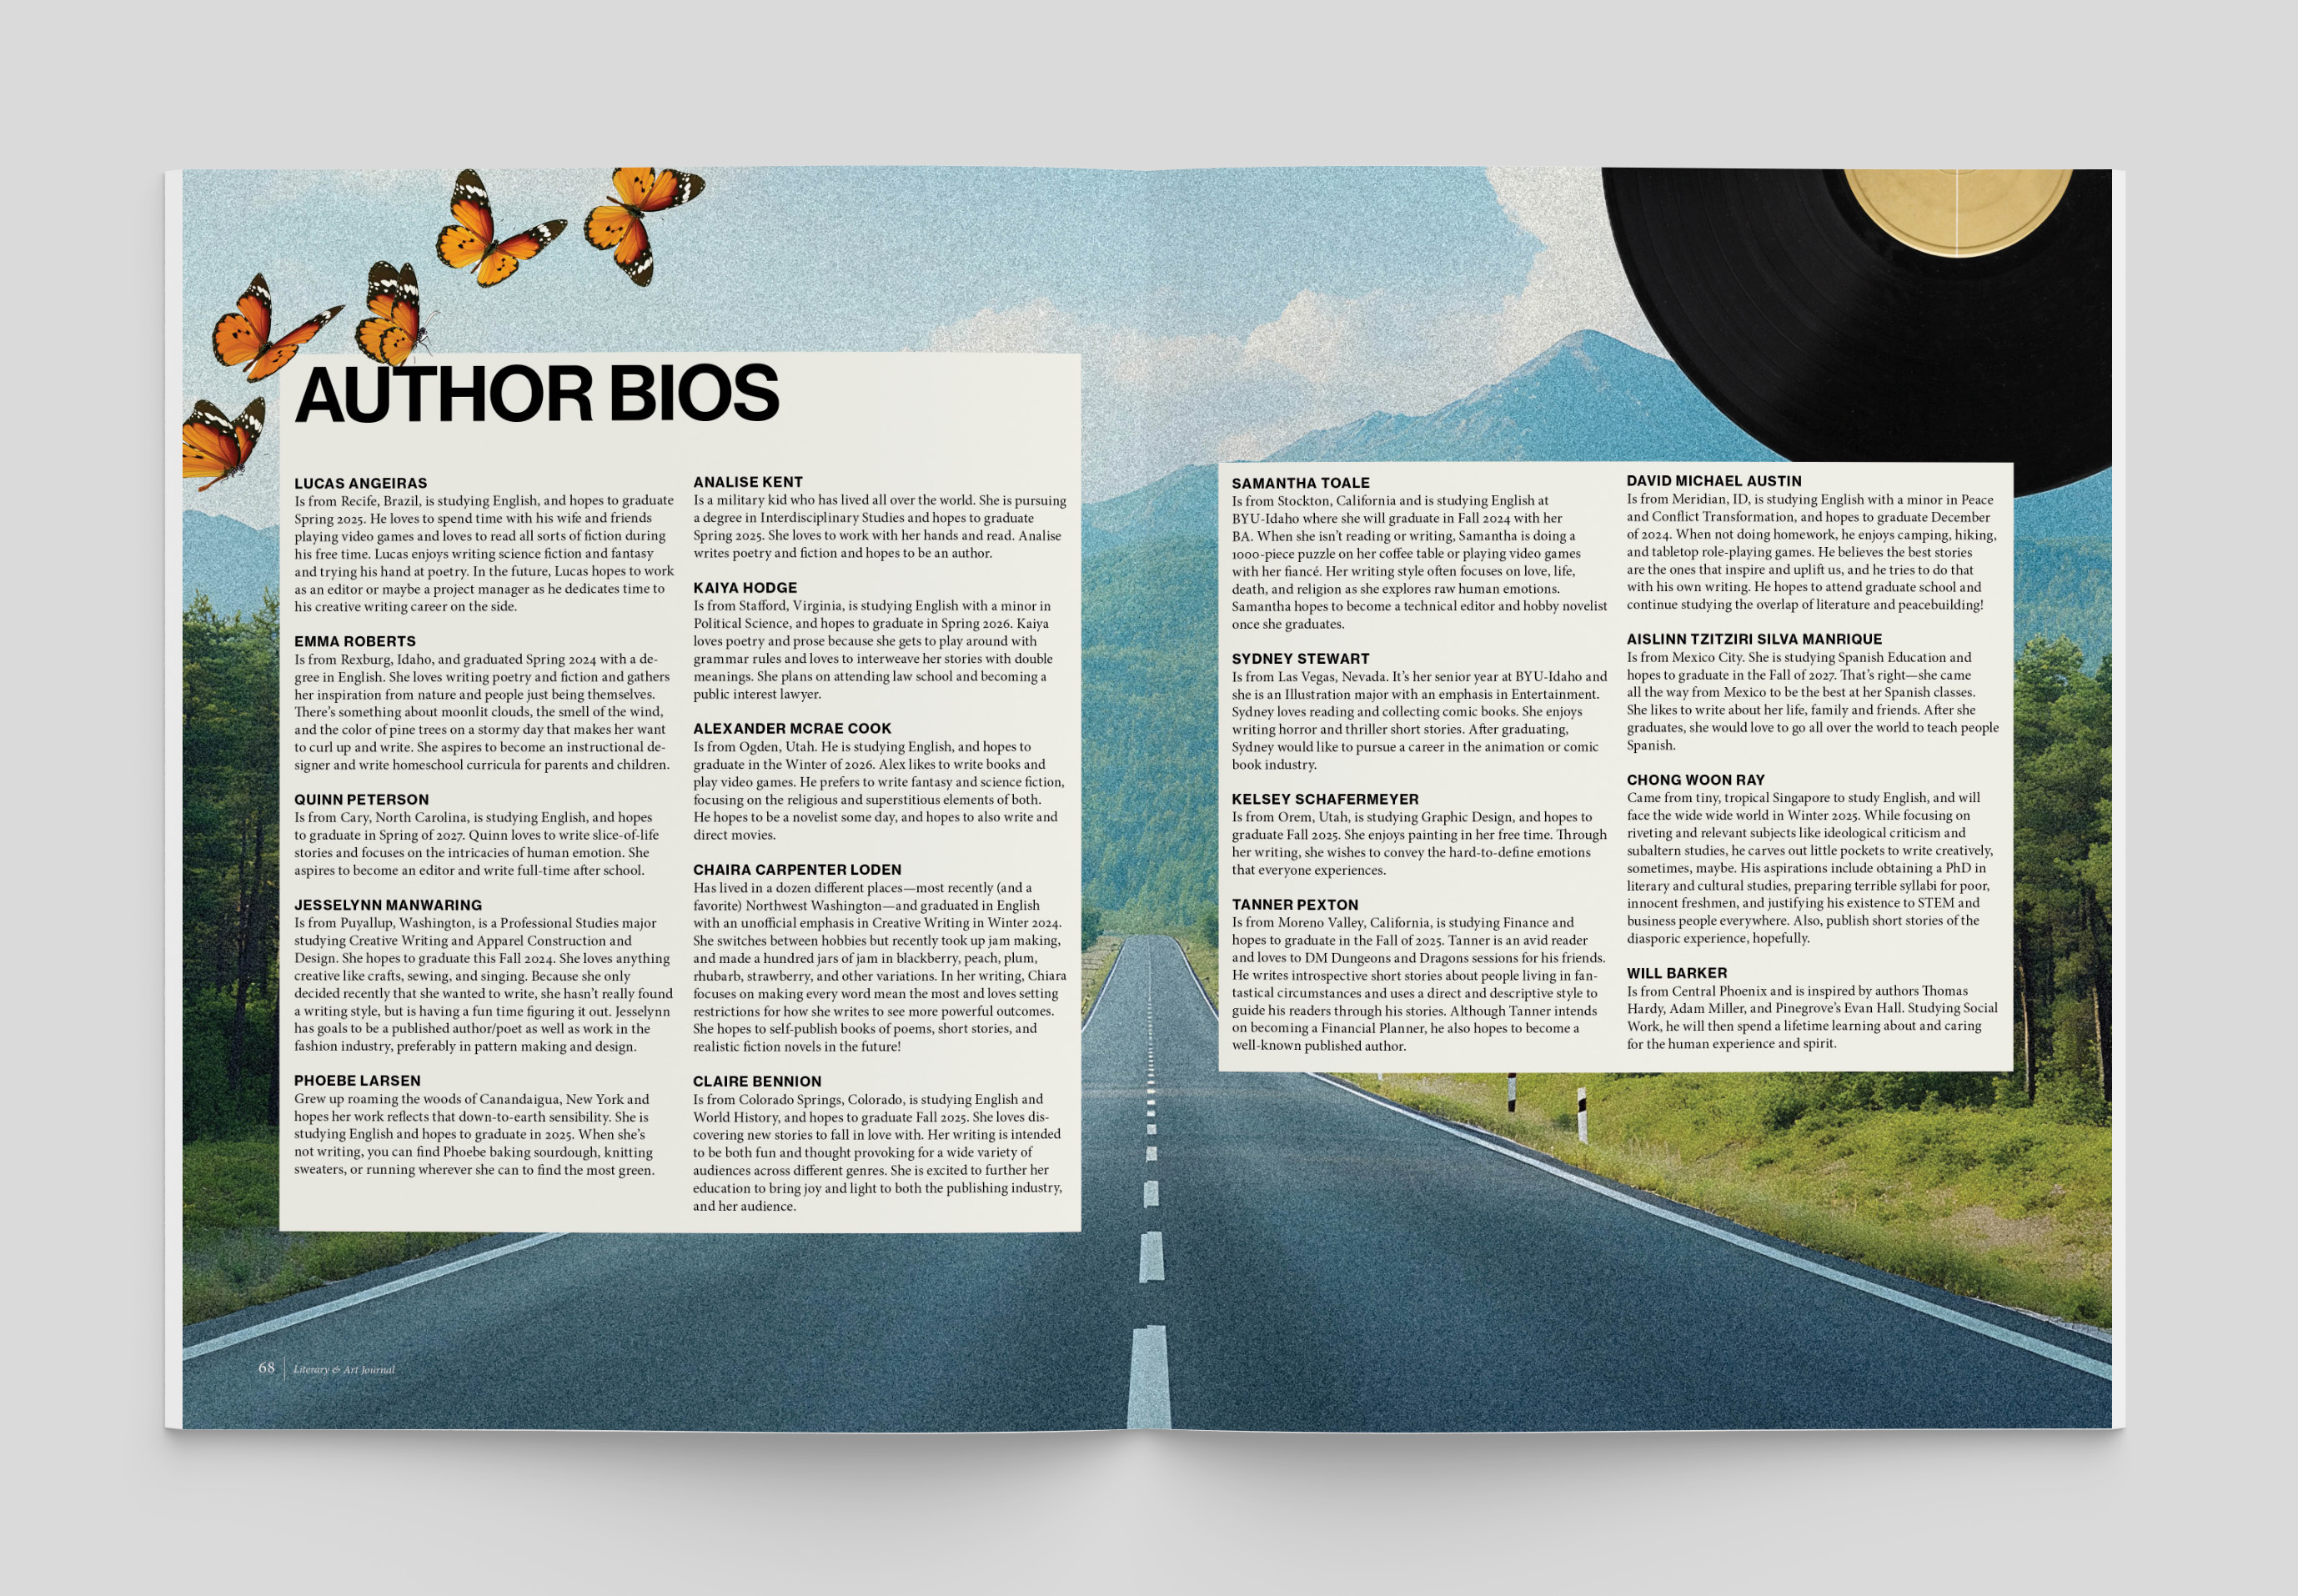 AUTHOR BIOS
LUCAS ANGEIRAS
Is from Recife, Brazil, is studying English, and hopes to graduate
Spring 2025. He loves to spend time with his wife and friends
playing video games and loves to read all sorts of fiction during
his free time. Lucas enjoys writing science fiction and fantasy
and trying his hand at poetry. In the future, Lucas hopes to work
as an editor or maybe a project manager as he dedicates time to
his creative writing career on the side.
EMMA ROBERTS
Is from Rexburg, Idaho, and graduated Spring 2024 with a de-
gree in English. She loves writing poetry and fiction and gathers
her inspiration from nature and people just being themselves.
There's something about moonlit clouds, the smell of the wind,
and the color of pine trees on a stormy day that makes her want
to curl up and write. She aspires to become an instructional de-
signer and write homeschool curricula for parents and children.
QUINN PETERSON
Is from Cary, North Carolina, is studying English, and hopes
to graduate in Spring of 2027. Quinn loves to write slice-of-life
stories and focuses on the intricacies of human emotion. She
aspires to become an editor and write full-time after school.
JESSELYNN MANWARING
Is from Puyallup, Washington, is a Professional Studies major
studying Creative Writing and Apparel Construction and
Design. She hopes to graduate this Fall 2024. She loves anything
creative like crafts, sewing, and singing. Because she only
decided recently that she wanted to write, she hasn't really found
a writing style, but is having a fun time figuring it out. Jesselynn
has goals to be a published author/poet as well as work in the
fashion industry, preferably in pattern making and design.
PHOEBE LARSEN
Grew up roaming the woods of Canandaigua, New York and
hopes her work reflects that down-to-earth sensibility. She is
studying English and hopes to graduate in 2025. When she's
not writing, you can find Phoebe baking sourdough, knitting
sweaters, or running wherever she can to find the most green.
ANALISE KENT
Is a military kid who has lived all over the world. She is pursuing
a degree in Interdisciplinary Studies and hopes to graduate
Spring 2025. She loves to work with her hands and read. Analise
writes poetry and fiction and hopes to be an author.
KAIYA HODGE
Is from Stafford, Virginia, is studying English with a minor in
Political Science, and hopes to graduate in Spring 2026. Kaiya
loves poetry and prose because she gets to play around with
grammar rules and loves to interweave her stories with double
meanings. She plans on attending law school and becoming a
public interest lawyer.
ALEXANDER MCRAE COOK
Is from Ogden, Utah. He is studying English, and hopes to
graduate in the Winter of 2026. Alex likes to write books and
play video games. He prefers to write fantasy and science fiction,
focusing on the religious and superstitious elements of both.
He hopes to be a novelist some day, and hopes to also write and
direct movies.
CHAIRA CARPENTER LODEN
Has lived in a dozen different places—most recently (and a
favorite) Northwest Washington—and graduated in English
with an unofficial emphasis in Creative Writing in Winter 2024.
She switches between hobbies but recently took up jam making,
and made a hundred jars of jam in blackberry, peach, plum,
rhubarb, strawberry, and other variations. In her writing, Chiara
focuses on making every word mean the most and loves setting
restrictions for how she writes to see more powerful outcomes.
She hopes to self-publish books of poems, short stories, and
realistic fiction novels in the future!
CLAIRE BENNION
Is from Colorado Springs, Colorado, is studying English and
World History, and hopes to graduate Fall 2025. She loves dis-
covering new stories to fall in love with. Her writing is intended
to be both fun and thought provoking for a wide variety of
audiences across different genres. She is excited to further her
education to bring joy and light to both the publishing industry,
and her audience.
68 Literary & Art Journal
SAMANTHA TOALE
Is from Stockton, California and is studying English at
BYU-Idaho where she will graduate in Fall 2024 with her
BA. When she isn't reading or writing, Samantha is doing a
1000-piece puzzle on her coffee table or playing video games
with her fiancé. Her writing style often focuses on love, life,
death, and religion as she explores raw human emotions.
Samantha hopes to become a technical editor and hobby novelist
once she graduates.
SYDNEY STEWART
Is from Las Vegas, Nevada. It's her senior year at BYU-Idaho and
she is an Illustration major with an emphasis in Entertainment.
Sydney loves reading and collecting comic books. She enjoys
writing horror and thriller short stories. After graduating,
Sydney would like to pursue a career in the animation or comic
book industry.
KELSEY SCHAFERMEYER
Is from Orem, Utah, is studying Graphic Design, and hopes to
graduate Fall 2025. She enjoys painting in her free time. Through
her writing, she wishes to convey the hard-to-define emotions
that everyone experiences.
TANNER PEXTON
Is from Moreno Valley, California, is studying Finance and
hopes to graduate in the Fall of 2025. Tanner is an avid reader
and loves to DM Dungeons and Dragons sessions for his friends.
He writes introspective short stories about people living in fan-
tastical circumstances and uses a direct and descriptive style to
guide his readers through his stories. Although Tanner intends
on becoming a Financial Planner, he also hopes to become a
well-known published author.
DAVID MICHAEL AUSTIN
Is from Meridian, ID, is studying English with a minor in Peace
and Conflict Transformation, and hopes to graduate December
of 2024. When not doing homework, he enjoys camping, hiking,
and tabletop role-playing games. He believes the best stories
are the ones that inspire and uplift us, and he tries to do that
with his own writing. He hopes to attend graduate school and
continue studying the overlap of literature and peacebuilding!
AISLINN TZITZIRI SILVA MANRIQUE
Is from Mexico City. She is studying Spanish Education and
hopes to graduate in the Fall of 2027. That's right—she came
all the way from Mexico to be the best at her Spanish classes.
She likes to write about her life, family and friends. After she
graduates, she would love to go all over the world to teach people
Spanish.
CHONG WOON RAY
Came from tiny, tropical Singapore to study English, and will
face the wide wide world in Winter 2025. While focusing on
riveting and relevant subjects like ideological criticism and
subaltern studies, he carves out little pockets to write creatively,
sometimes, maybe. His aspirations include obtaining a PhD in
literary and cultural studies, preparing terrible syllabi for poor,
innocent freshmen, and justifying his existence to STEM and
business people everywhere. Also, publish short stories of the
diasporic experience, hopefully.
WILL BARKER
Is from Central Phoenix and is inspired by authors Thomas
Hardy, Adam Miller, and Pinegrove's Evan Hall. Studying Social
Work, he will then spend a lifetime learning about and caring
for the human experience and spirit.